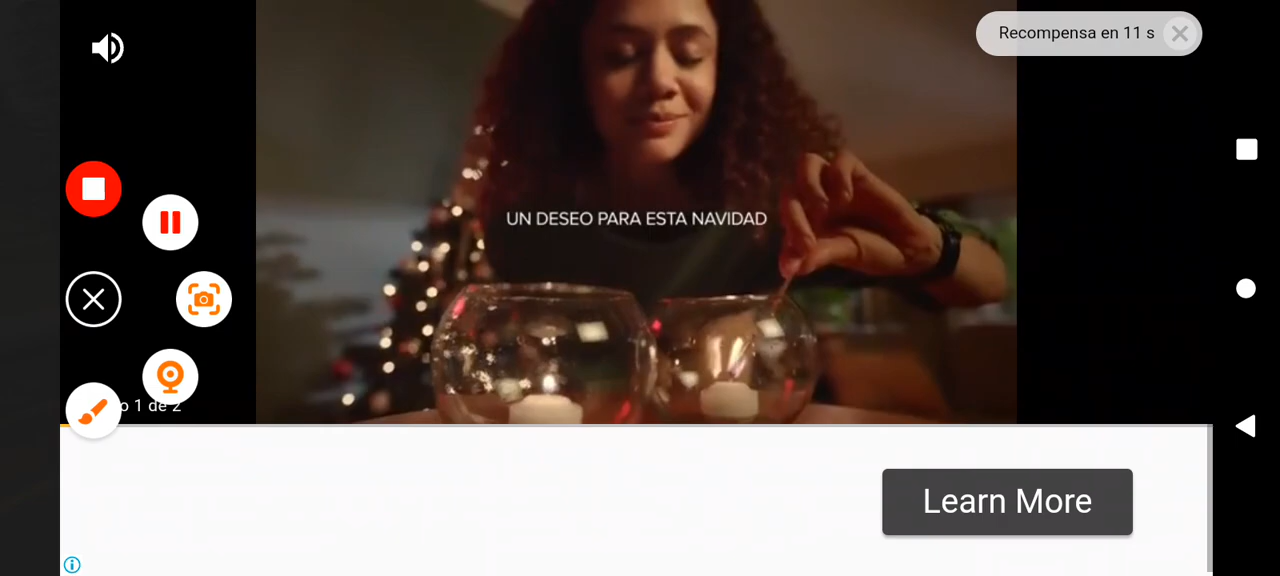 Recompensa en 11 s
UN DESEO PARA ESTA NAVIDAD
o 1 de 2
Learn More